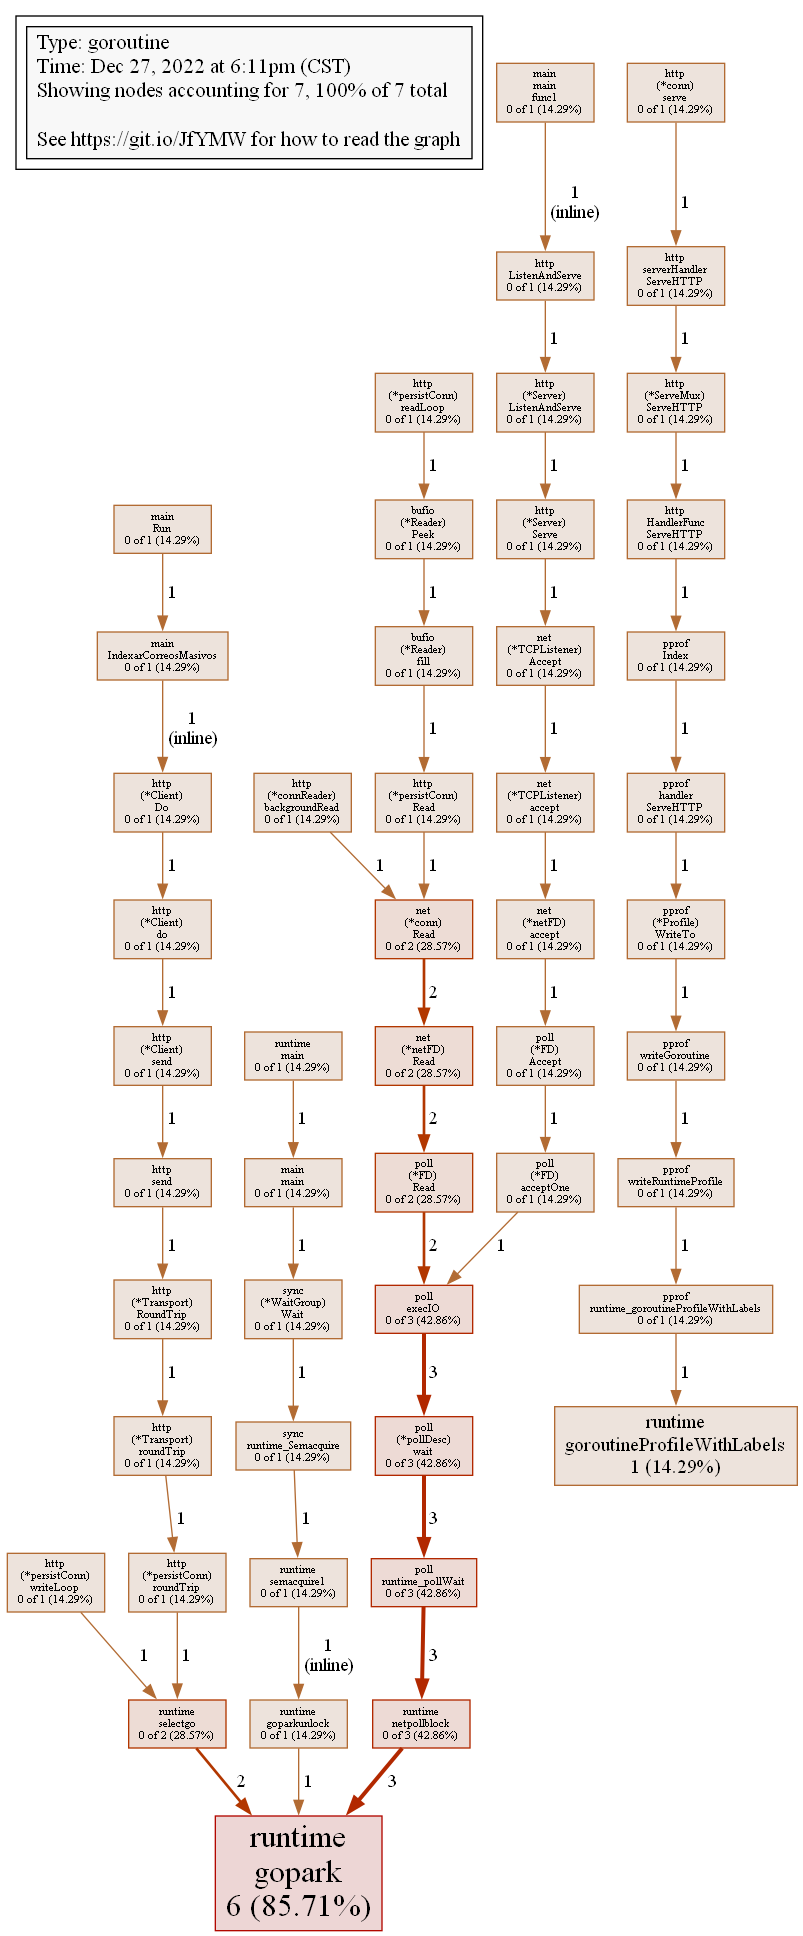 Type: goroutine
Time: Dec 27, 2022 at 6:11pm (CST)
Showing nodes accounting for 7, 100% of 7 total
See https://git.io/JfYMW for how to read the graph
main
main
func1
0 of 1 (14.29%)
http
(*conn)
serve
0 of 1 (14.29%)
1
(inline)
1
http
ListenAndServe
0 of 1 (14.29%)
http
serverHandler
ServeHTTP
0 of 1 (14.29%)
1
1
http
(*persistConn)
readLoop
0 of 1 (14.29%)
http
(*Server)
ListenAndServe
0 of 1 (14.29%)
http
(*ServeMux)
ServeHTTP
0 of 1 (14.29%)
1
1
1
main
Run
0 of 1 (14.29%)
bufio
(*Reader)
Peek
0 of 1 (14.29%)
http
(*Server)
Serve
0 of 1 (14.29%)
http
HandlerFunc
ServeHTTP
0 of 1 (14.29%)
1
1
1
1
main
IndexarCorreosMasivos
0 of 1 (14.29%)
bufio
(*Reader)
fill
0 of 1 (14.29%)
net
(*TCPListener)
Accept
0 of 1 (14.29%)
pprof
Index
0 of 1 (14.29%)
1
(inline)
1
1
1
http
(*Client)
Do
0 of 1 (14.29%)
http
(*connReader)
backgroundRead
0 of 1 (14.29%)
http
(*persistConn)
Read
0 of 1 (14.29%)
net
(*TCPListener)
accept
0 of 1 (14.29%)
pprof
handler
ServeHTTP
0 of 1 (14.29%)
1
1
1
1
1
http
(*Client)
do
0 of 1 (14.29%)
net
(*conn)
Read
0 of 2 (28.57%)
net
(*netFD)
accept
0 of 1 (14.29%)
pprof
(*Profile)
WriteTo
0 of 1 (14.29%)
1
2
1
1
http
(*Client)
send
0 of 1 (14.29%)
runtime
main
0 of 1 (14.29%)
net
(*netFD)
Read
0 of 2 (28.57%)
poll
(*FD)
Accept
0 of 1 (14.29%)
pprof
writeGoroutine
0 of 1 (14.29%)
1
1
2
1
1
http
send
0 of 1 (14.29%)
main
main
0 of 1 (14.29%)
poll
(*FD)
Read
0 of 2 (28.57%)
poll
(*FD)
acceptOne
0 of 1 (14.29%)
pprof
writeRuntimeProfile
0 of 1 (14.29%)
1
1
2
1
1
http
(*Transport)
RoundTrip
0 of 1 (14.29%)
sync
(*WaitGroup)
Wait
0 of 1 (14.29%)
poll
execIO
0 of 3 (42.86%)
pprof
runtime_goroutineProfileWithLabels
0 of 1 (14.29%)
1
1
3
1
http
(*Transport)
roundTrip
0 of 1 (14.29%)
sync
runtime_Semacquire
0 of 1 (14.29%)
poll
(*pollDesc)
wait
0 of 3 (42.86%)
runtime
goroutineProfileWithLabels
1 (14.29%)
1
1
3
http
(*persistConn)
writeLoop
0 of 1 (14.29%)
http
(*persistConn)
roundTrip
0 of 1 (14.29%)
runtime
semacquire1
0 of 1 (14.29%)
poll
runtime_pollWait
0 of 3 (42.86%)
1
1
1
(inline)
3
runtime
selectgo
0 of 2 (28.57%)
runtime
goparkunlock
0 of 1 (14.29%)
runtime
netpollblock
0 of 3 (42.86%)
2
1
3
runtime
gopark
6 (85.71%)